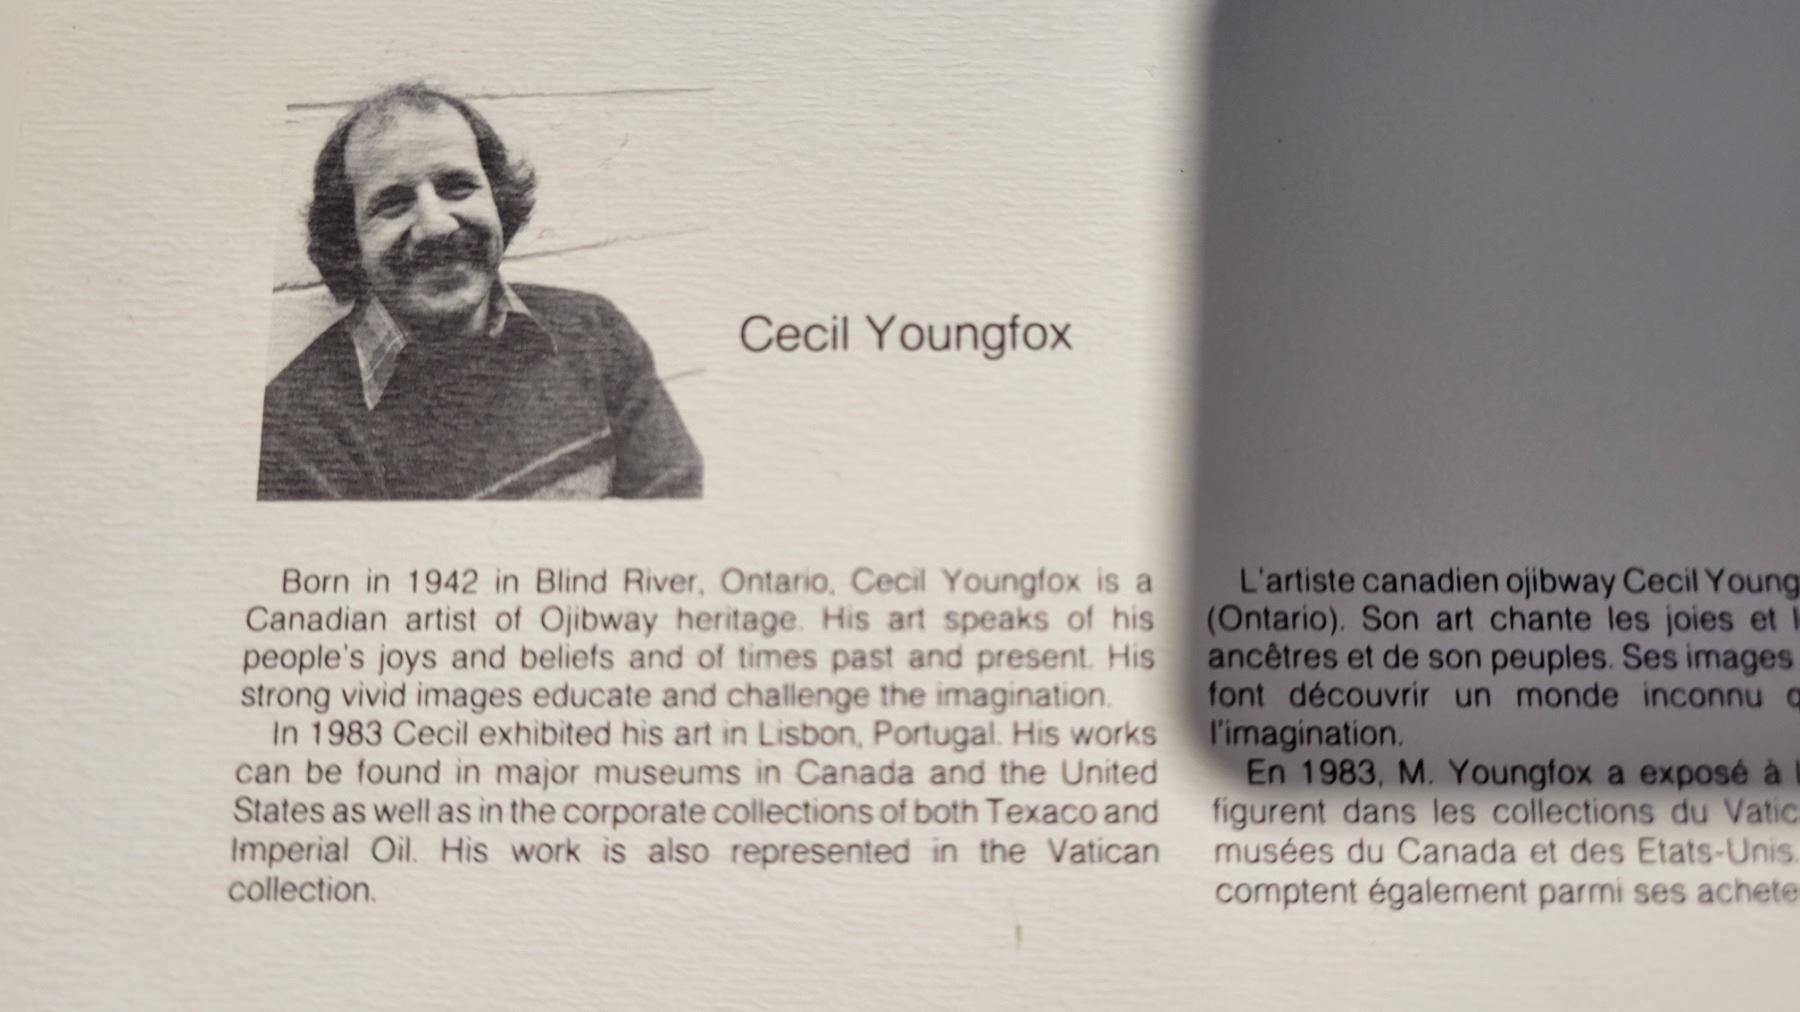 Cecil Youngfox
Born in 1942 in Blind River, Ontario, Cecil Youngfox is a
Canadian artist of Ojibway heritage. His art speaks of his
people's joys and beliefs and of times past and present. His
strong vivid images educate and challenge the imagination.
In 1983 Cecil exhibited his art in Lisbon, Portugal. His works
can be found in major museums in Canada and the United
States as well as in the corporate collections of both Texaco and
Imperial Oil. His work is also represented in the Vatican
collection.
L'artiste canadien ojibway Cecil Young
(Ontario). Son art chante les joies et
ancêtres et de son peuples. Ses images
font découvrir un monde inconnu
l'imagination.
En 1983, M. Youngfox a exposé à
figurent dans les collections du Vatic
musées du Canada et des Etats-Unis.
comptent également parmi ses achete